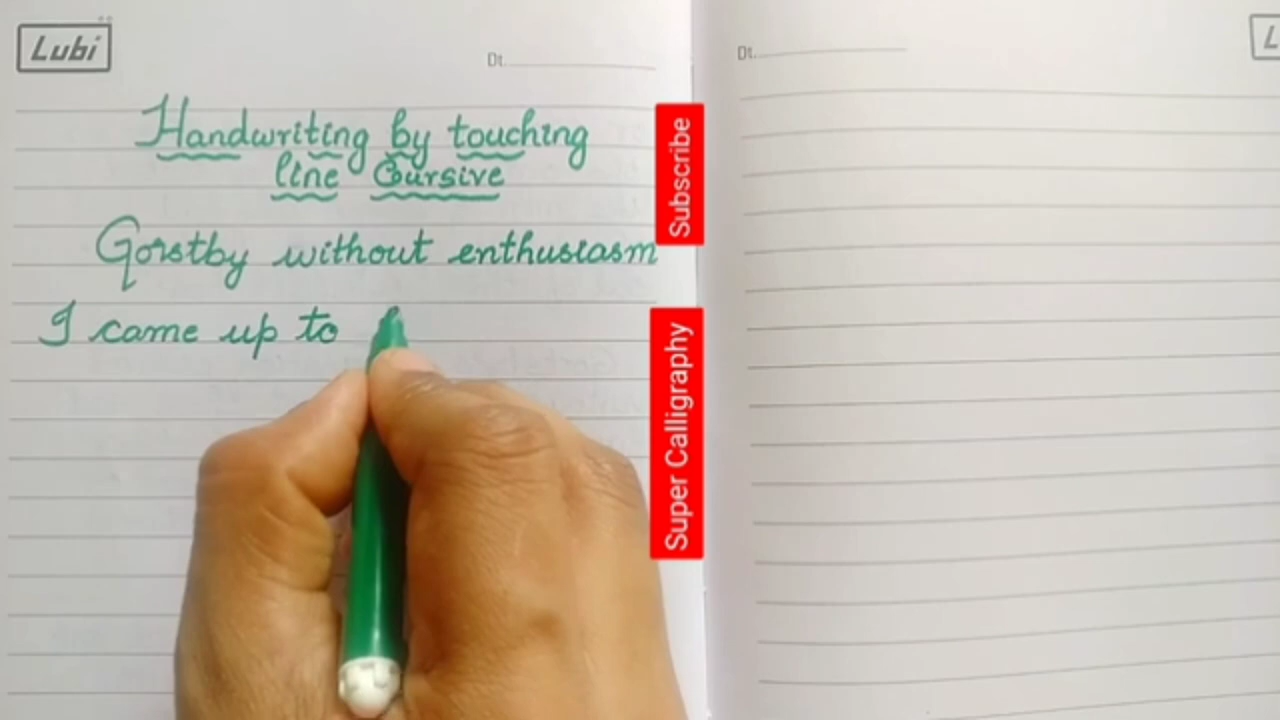 Lubi
Dt.
Handwriting by touching
line Cursive
Gorstby without enthusiasm
I came up to
Subscribe
Super Calligraphy
Dt.
L